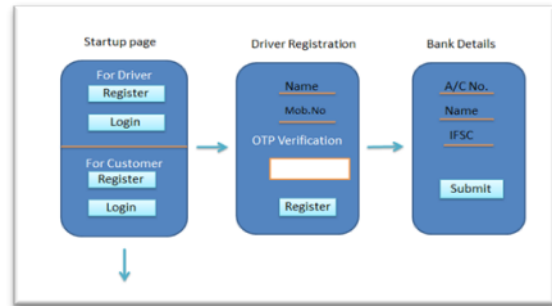 Startup page
For Driver
Register
Login
For Customer
Register
Login
Driver Registration
Name
Mob.No
OTP Verification
Register
Bank Details
A/C No.
Name
IFSC
Submit